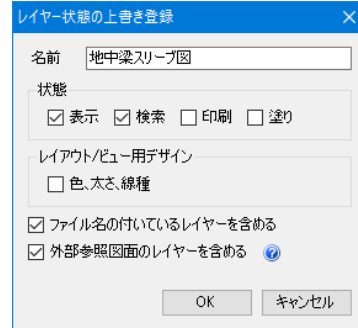 レイヤー状態の上書き登録
名前 地中梁スリーブ図
状態
表示 検索 印刷 塗り
レイアウト/ビュー用デザイン
色、太さ、線種
ファイル名の付いているレイヤーを含める
外部参照図面のレイヤーを含める ?
OK キャンセル